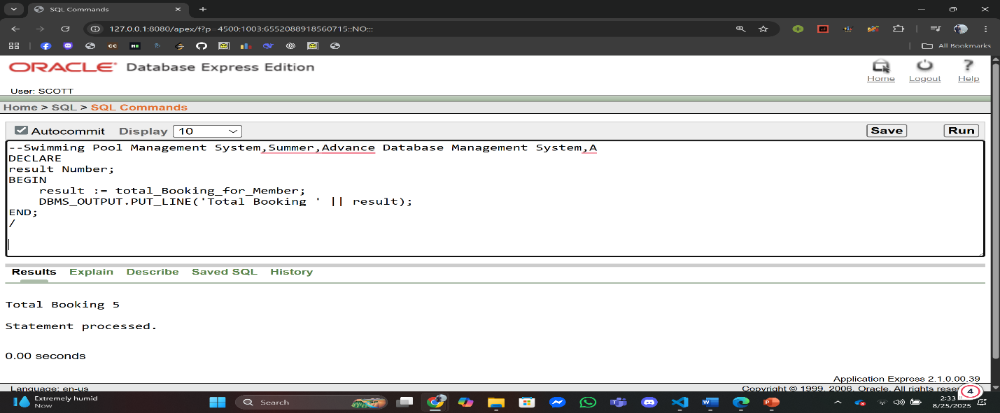 SQL Commands
127.0.0.1:8080/apex/f?p=4500:1003:6552088918560715::NO:::
All Bookmarks
ORACLE Database Express Edition
Home Logout Help
User: SCOTT
Home > SQL > SQL Commands
Autocommit Display 10 Save Run
--Swimming Pool Management System,Summer,Advance Database Management System,A
DECLARE
result Number;
BEGIN
result := total_Booking_for_Member;
DBMS_OUTPUT.PUT_LINE('Total Booking ' || result);
END;
/
Results Explain Describe Saved SQL History
Total Booking 5
Statement processed.
0.00 seconds
Application Express 2.1.0.00.39
Language: en-us Copyright © 1999, 2006, Oracle. All rights
4
Extremely humid
Now
Search
2:33
8/25/2025